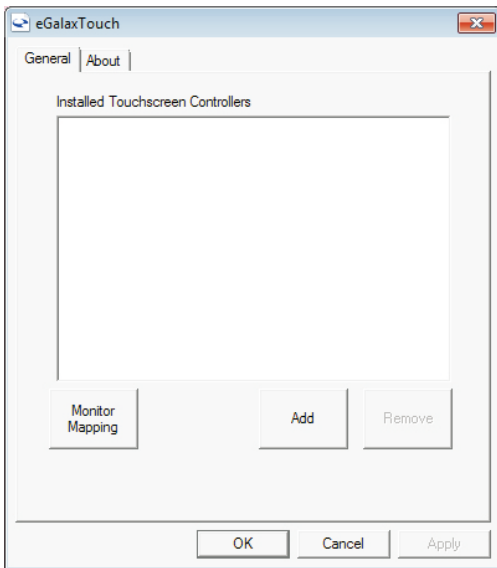 eGalaxTouch
General
About
Installed Touchscreen Controllers
Monitor
Mapping
Add
Remove
OK
Cancel
Apply